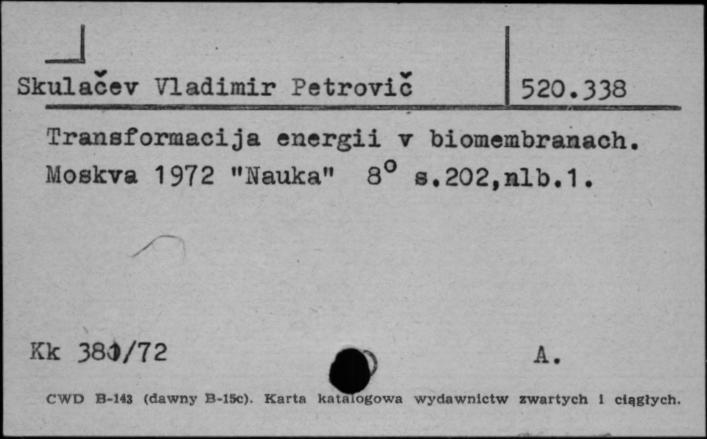 Skulačev Vladimir Petrovič 520.338
Transformacija energii v biomembranach.
Moskva 1972 "Nauka" 8° s.202,nlb.1.
Kk /72 A.
CWD B-143 (dawny B-15c). Karta katalogowa wydawnictw zwartych i ciągłych.